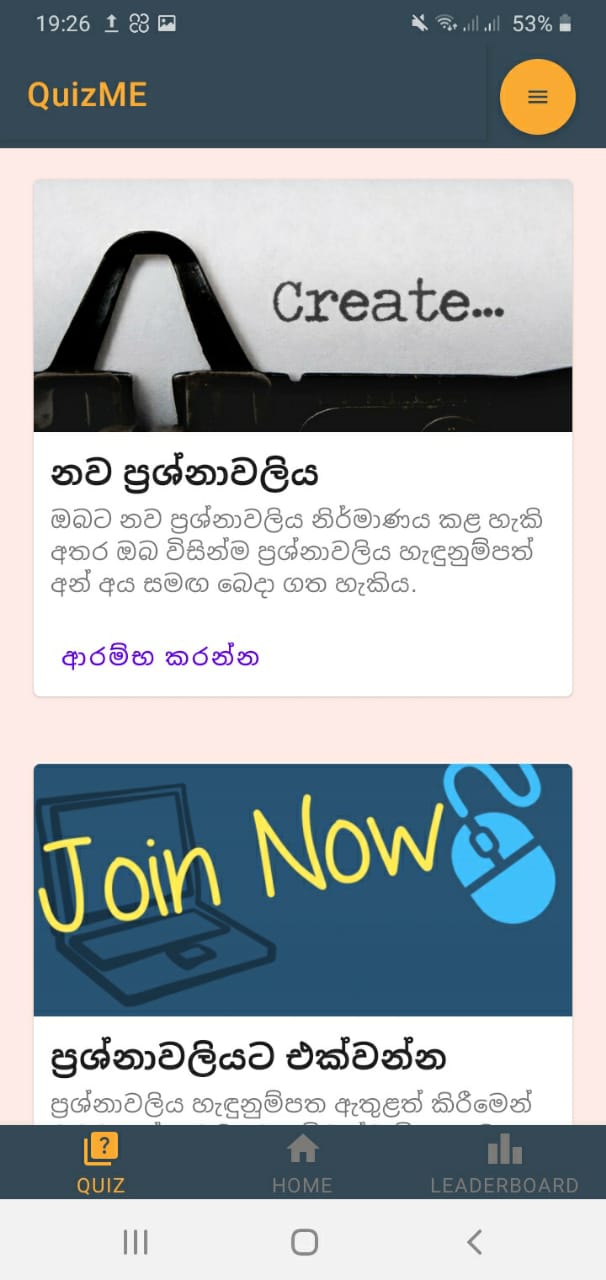 19:26
53%
QuizME
Create...
නව ප්‍රශ්නාවලිය
ඔබට නව ප්‍රශ්නාවලිය නිර්මාණය කළ හැකි
අතර ඔබ විසින්ම ප්‍රශ්නාවලිය හැඳුනුම්පත්
අන් අය සමඟ බෙදා ගත හැකිය.
ආරම්භ කරන්න
Join Now
ප්‍රශ්නාවලියට එක්වන්න
ප්‍රශ්නාවලිය හැඳුනුම්පත ඇතුළත් කිරීමෙන්
QUIZ
HOME
LEADERBOARD